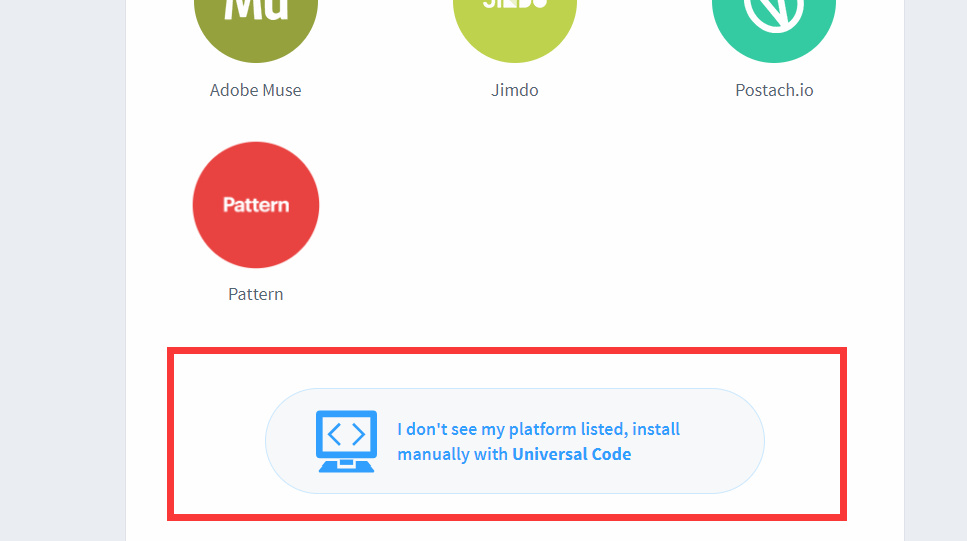 Mu
JIMDO
Adobe Muse
Jimdo
Postach.io
Pattern
Pattern
I don't see my platform listed, install
manually with Universal Code